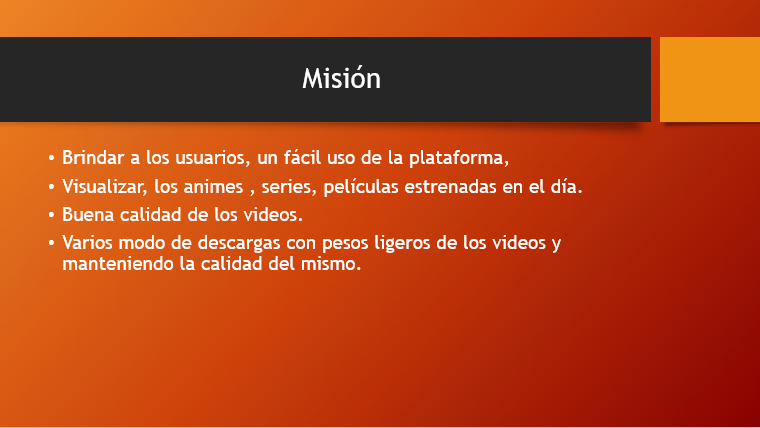 Misión
• Brindar a los usuarios, un fácil uso de la plataforma,
• Visualizar, los animes , series, películas estrenadas en el día.
• Buena calidad de los videos.
• Varios modo de descargas con pesos ligeros de los videos y
manteniendo la calidad del mismo.